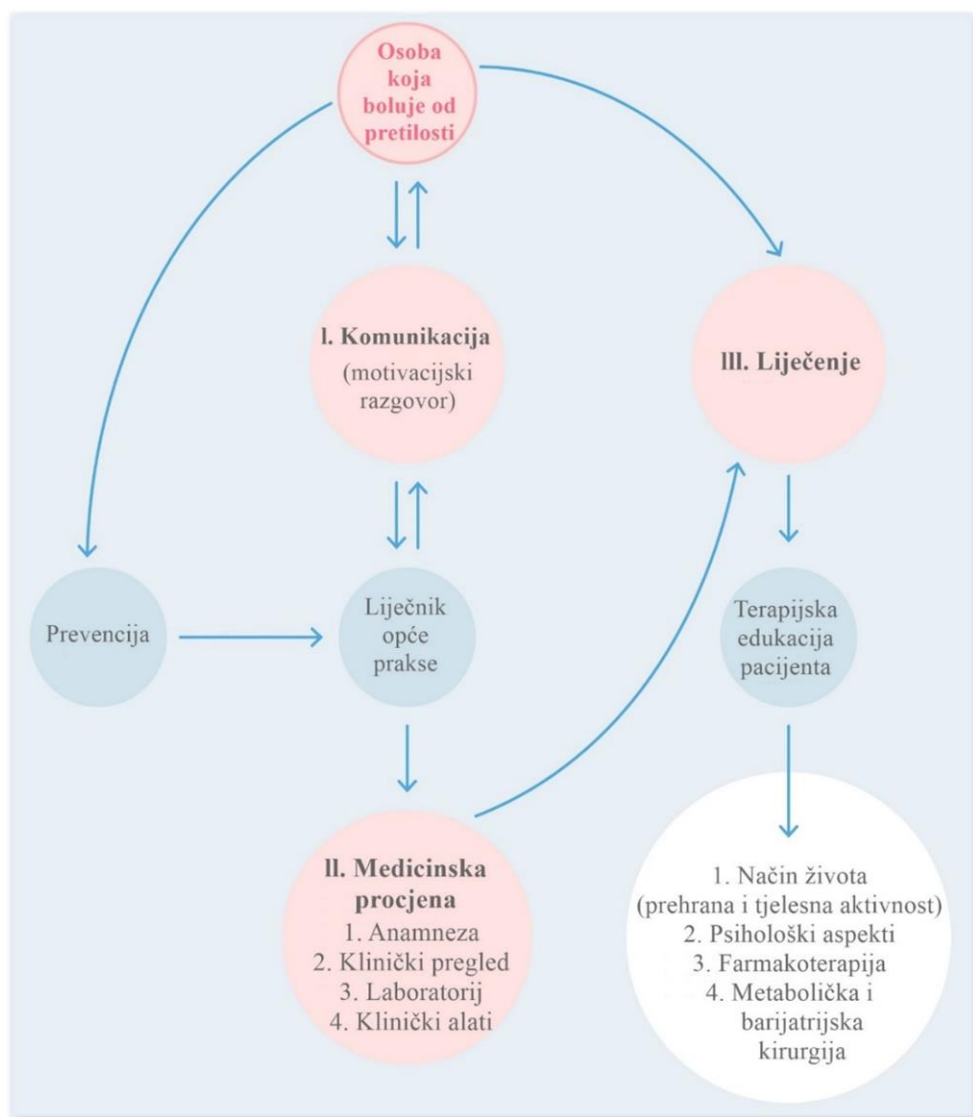 Osoba
koja
boluje od
pretilosti
I. Komunikacija
(motivacijski
razgovor)
III. Liječenje
Prevencija
Liječnik
opće
prakse
Terapijska
edukacija
pacijenta
II. Medicinska
procjena
1. Anamneza
2. Klinički pregled
3. Laboratorij
4. Klinički alati
1. Način života
(prehrana i tjelesna aktivnost)
2. Psihološki aspekti
3. Farmakoterapija
4. Metabolička i
barijatrijska
kirurgija